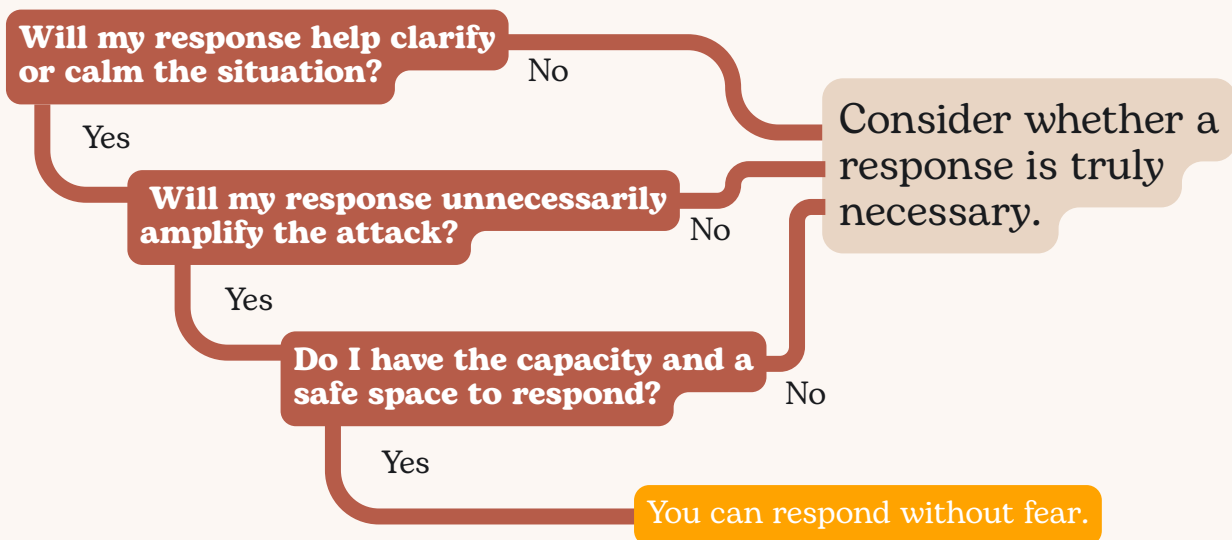 Will my response help clarify
or calm the situation?
No
Yes
Consider whether a
response is truly
necessary.
Will my response unnecessarily
amplify the attack?
No
Yes
Do I have the capacity and a
safe space to respond?
No
Yes
You can respond without fear.